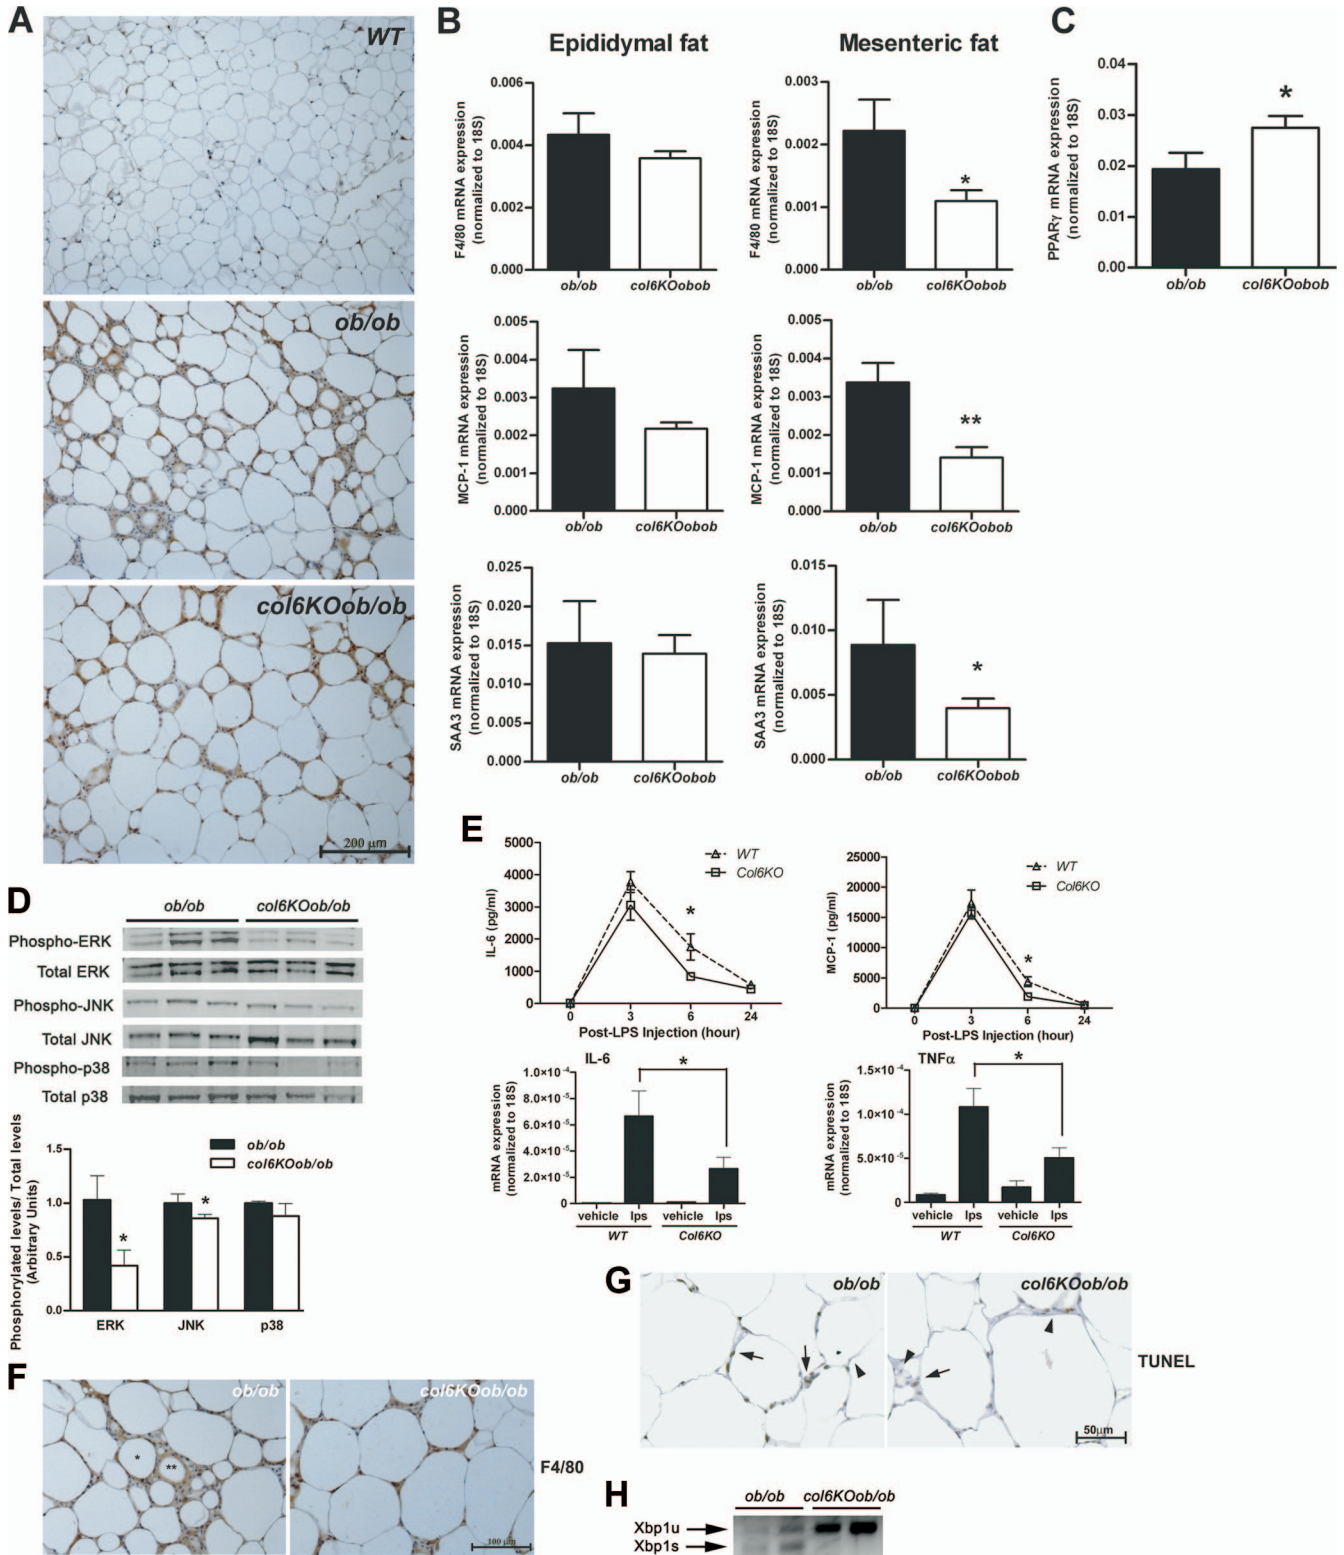 A
WT
ob/ob
col6KOob/ob
200 µm
B
Epididymal fat
Mesenteric fat
F4/80 mRNA expression
(normalized to 18S)
0.006
0.004
0.002
0.000
ob/ob
col6KOobob
F4/80 mRNA expression
(normalized to 18S)
0.003
0.002
0.001
0.000
*
ob/ob
col6KOobob
MCP-1 mRNA expression
(normalized to 18S)
0.005
0.004
0.003
0.002
0.001
0.000
ob/ob
col6KOobob
MCP-1 mRNA expression
(normalized to 18S)
0.005
0.004
0.003
0.002
0.001
0.000
**
ob/ob
col6KOobob
SAA3 mRNA expression
(normalized to 18S)
0.025
0.020
0.015
0.010
0.005
0.000
ob/ob
col6KOobob
SAA3 mRNA expression
(normalized to 18S)
0.015
0.010
0.005
0.000
*
ob/ob
col6KOobob
C
PPARγ mRNA expression
(normalized to 18S)
0.04
0.03
0.02
0.01
0.00
*
ob/ob
col6KOobob
D
ob/ob
col6KOob/ob
Phospho-ERK
Total ERK
Phospho-JNK
Total JNK
Phospho-p38
Total p38
Phosphorylated levels/ Total levels
(Arbitrary Units)
1.5
1.0
0.5
0.0
ob/ob
col6KOob/ob
*
*
ERK
JNK
p38
E
IL-6 (pg/ml)
5000
4000
3000
2000
1000
0
WT
Col6KO
*
0
3
6
24
Post-LPS Injection (hour)
MCP-1 (pg/ml)
25000
20000
15000
10000
5000
0
WT
Col6KO
*
0
3
6
24
Post-LPS Injection (hour)
IL-6
mRNA expression
(normalized to 18S)
1.0×10⁻⁴
8.0×10⁻⁵
6.0×10⁻⁵
4.0×10⁻⁵
2.0×10⁻⁵
0
*
vehicle
lps
vehicle
lps
WT
Col6KO
TNFα
mRNA expression
(normalized to 18S)
1.5×10⁻⁴
1.0×10⁻⁴
5.0×10⁻⁵
0
*
vehicle
lps
vehicle
lps
WT
Col6KO
F
ob/ob
*
**
col6KOob/ob
100 µm
F4/80
G
ob/ob
col6KOob/ob
50µm
TUNEL
H
ob/ob
col6KOob/ob
Xbp1u
Xbp1s